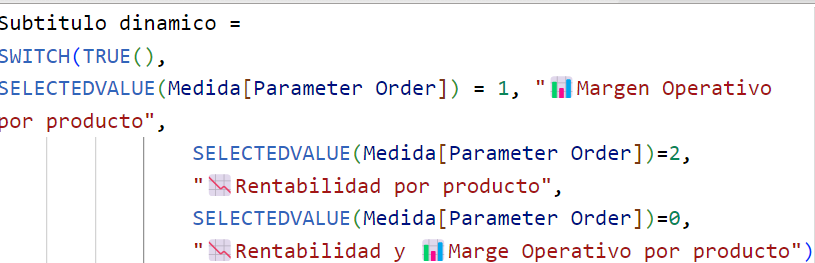 Subtitulo dinamico =
SWITCH(TRUE(),
SELECTEDVALUE(Medida[Parameter Order]) = 1, "📊Margen Operativo
por producto",
SELECTEDVALUE(Medida[Parameter Order])=2,
"📉Rentabilidad por producto",
SELECTEDVALUE(Medida[Parameter Order])=0,
"📉Rentabilidad y 📊Marge Operativo por producto")